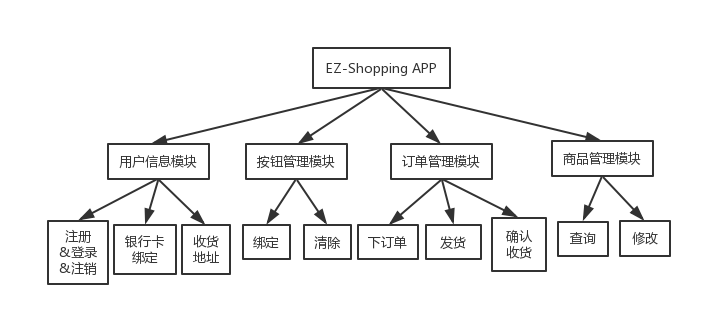 EZ-Shopping APP
用户信息模块
按钮管理模块
订单管理模块
商品管理模块
注册
&登录
&注销
银行卡
绑定
收货
地址
绑定
清除
下订单
发货
确认
收货
查询
修改